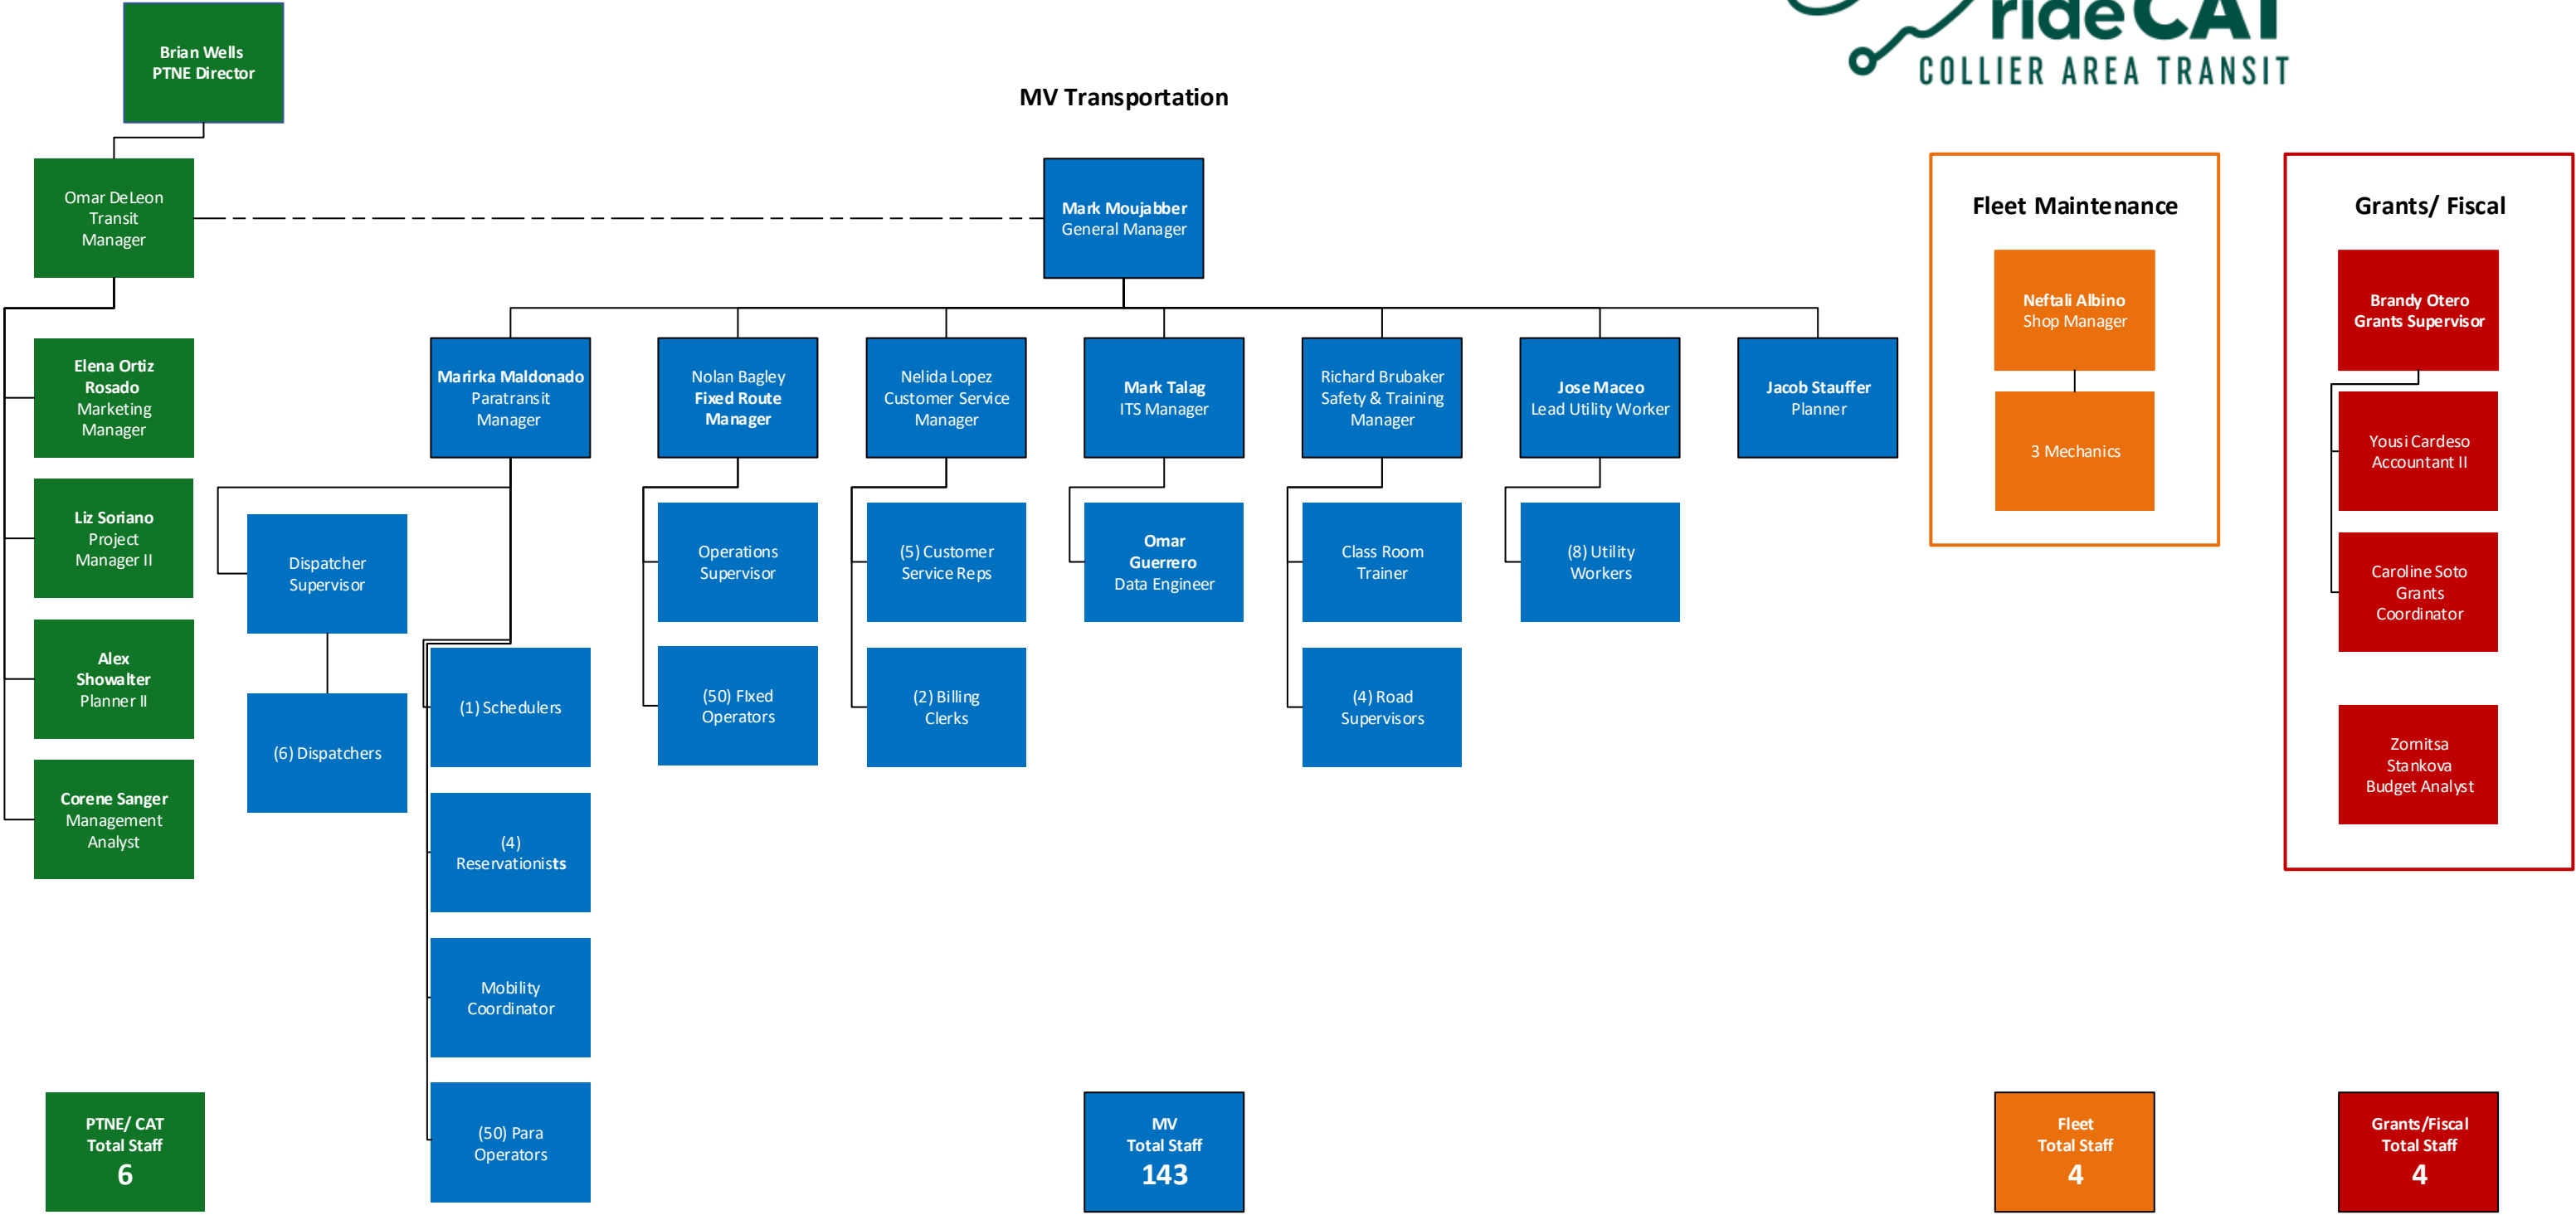 rideCAT
COLLIER AREA TRANSIT
Brian Wells
PTNE Director
MV Transportation
Omar DeLeon
Transit
Manager
Mark Moujabber
General Manager
Fleet Maintenance
Grants/ Fiscal
Neftali Albino
Shop Manager
Brandy Otero
Grants Supervisor
Elena Ortiz
Rosado
Marketing
Manager
Marirka Maldonado
Paratransit
Manager
Nolan Bagley
Fixed Route
Manager
Nelida Lopez
Customer Service
Manager
Mark Talag
ITS Manager
Richard Brubaker
Safety & Training
Manager
Jose Maceo
Lead Utility Worker
Jacob Stauffer
Planner
3 Mechanics
Yousi Cardeso
Accountant II
Liz Soriano
Project
Manager II
Dispatcher
Supervisor
Operations
Supervisor
(5) Customer
Service Reps
Omar
Guerrero
Data Engineer
Class Room
Trainer
(8) Utility
Workers
Caroline Soto
Grants
Coordinator
Alex
Showalter
Planner II
(6) Dispatchers
(1) Schedulers
(50) FIxed
Operators
(2) Billing
Clerks
(4) Road
Supervisors
Zornitsa
Stankova
Budget Analyst
Corene Sanger
Management
Analyst
(4)
Reservationists
Mobility
Coordinator
(50) Para
Operators
PTNE/ CAT
Total Staff
6
MV
Total Staff
143
Fleet
Total Staff
4
Grants/Fiscal
Total Staff
4